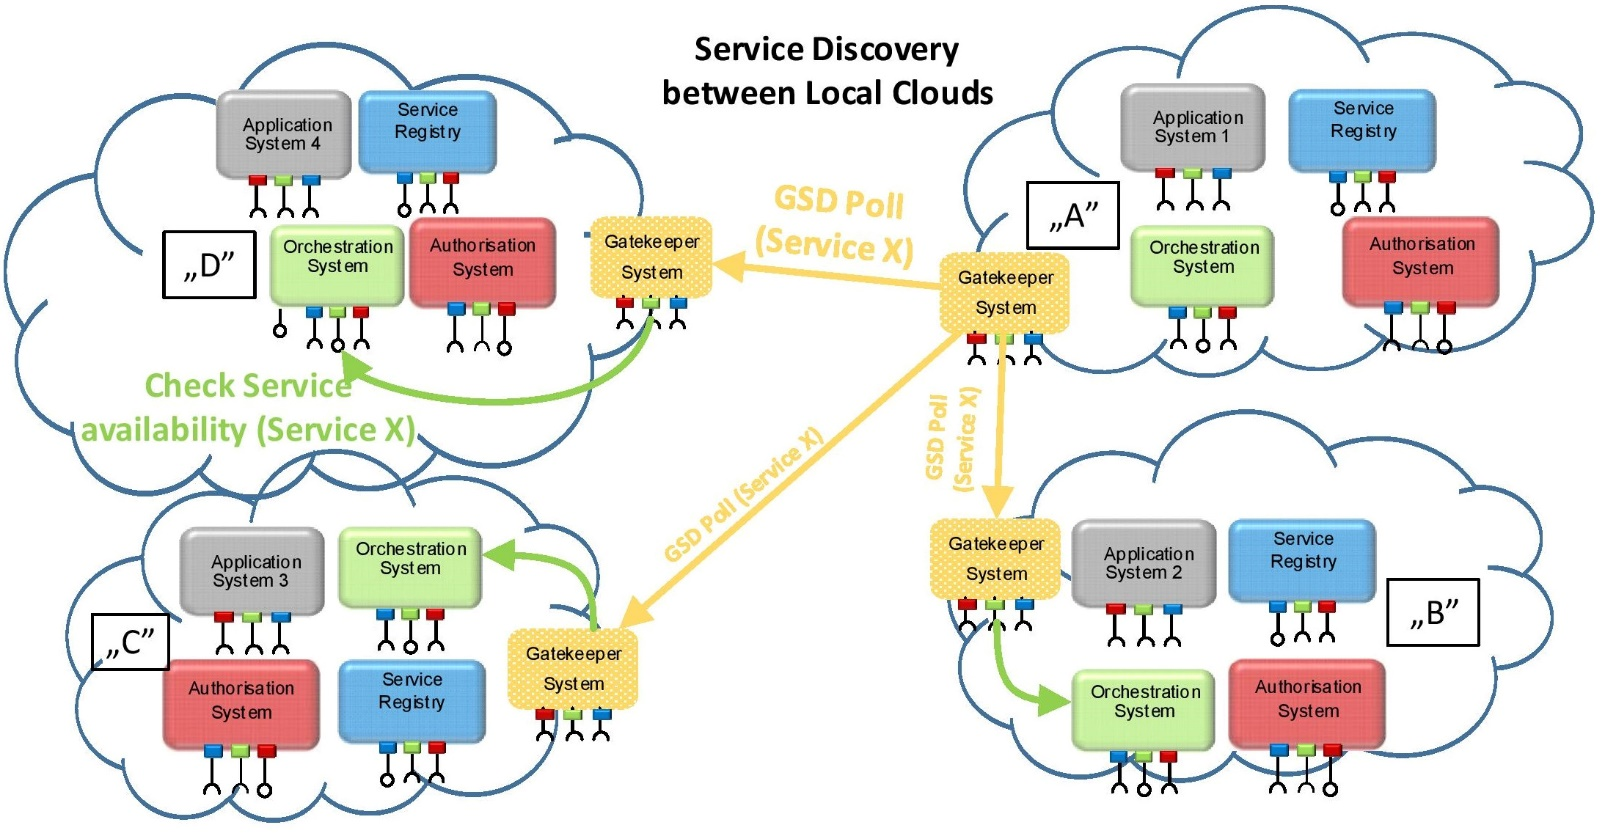 Service Discovery
between Local Clouds
Application
System 4
Service
Registry
„D”
Orchestration
System
Authorisation
System
Gatekeeper
System
Check Service
availability (Service X)
GSD Poll
(Service X)
Application
System 1
Service
Registry
„A”
Gatekeeper
System
Orchestration
System
Authorisation
System
GSD Poll (Service X)
GSD Poll
(Service X)
Application
System 3
Orchestration
System
„C”
Authorisation
System
Service
Registry
Gatekeeper
System
Gatekeeper
System
Application
System 2
Service
Registry
„B”
Orchestration
System
Authorisation
System